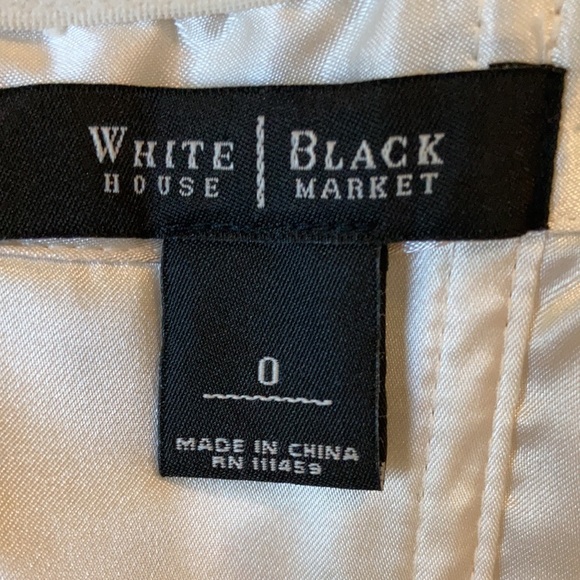 WHITE | BLACK
HOUSE | MARKET
0
MADE IN CHINA
RN 111459